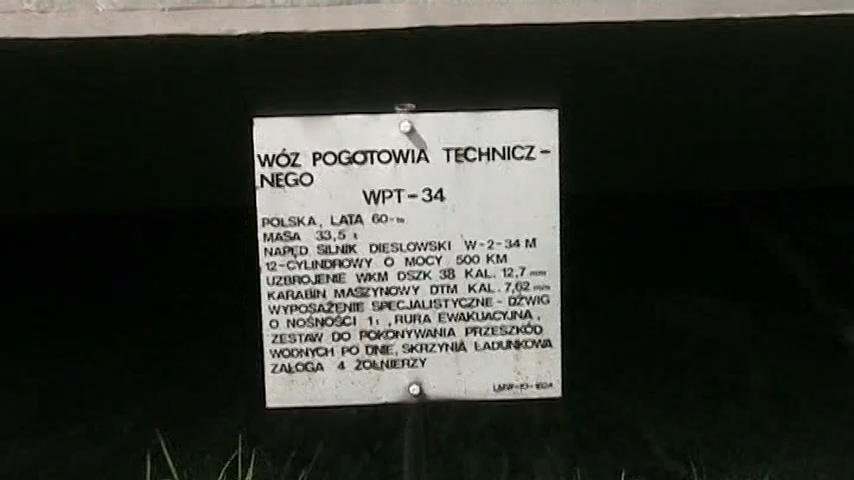 WÓZ POGOTOWIA TECHNICZ-
NEGO
WPT-34
POLSKA, LATA 60-te
MASA 33,5 t
NAPĘD SILNIK DIESLOWSKI W-2-34 M
12-CYLINDROWY O MOCY 500 KM
UZBROJENIE WKM DSZK 38 KAL. 12,7 mm
KARABIN MASZYNOWY DTM KAL. 7,62 mm
WYPOSAŻENIE SPECJALISTYCZNE - DŹWIG
O NOŚNOŚCI 1t, RURA EWAKUACYJNA,
ZESTAW DO POKONYWANIA PRZESZKÓD
WODNYCH PO DNIE, SKRZYNIA ŁADUNKOWA
ZAŁOGA 4 ŻOŁNIERZY